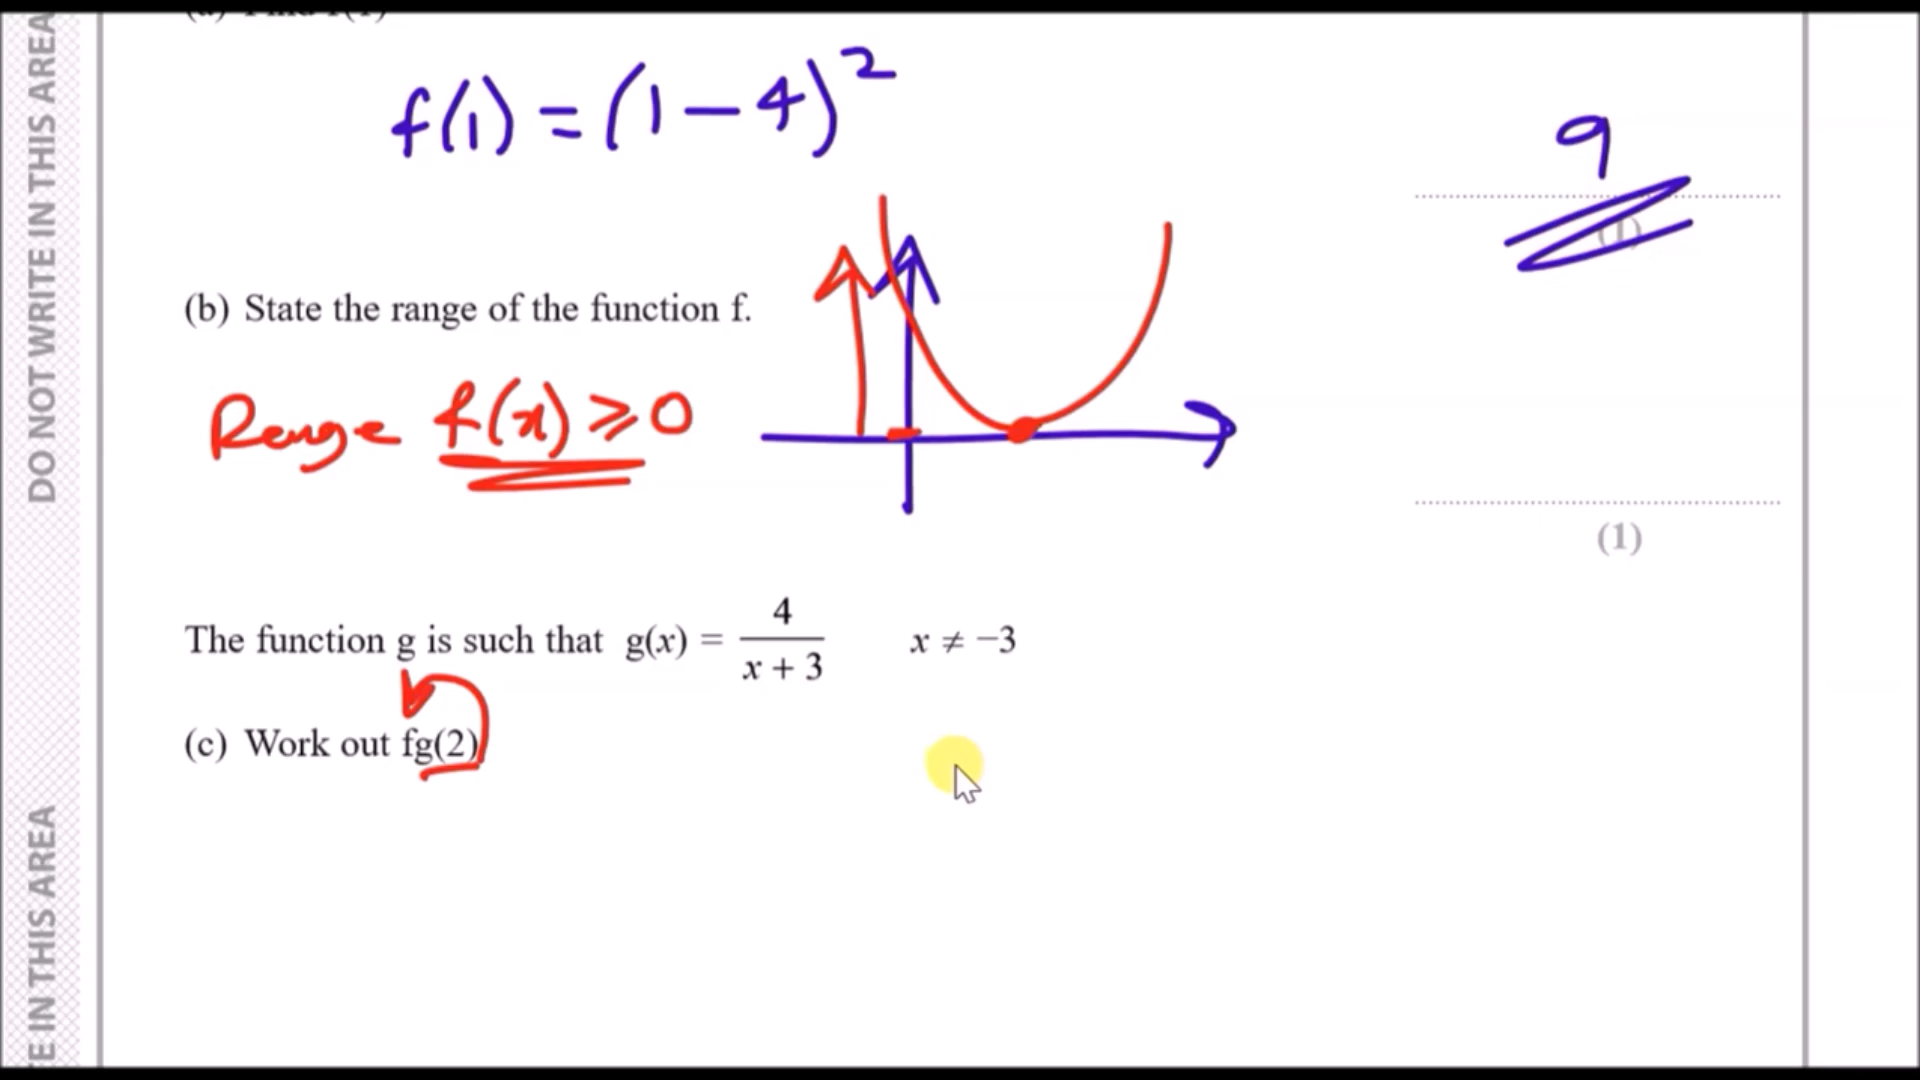 f(1) = (1 − 4)²
9
(1)
(b) State the range of the function f.
Range f(x) ⩾ 0
(1)
The function g is such that g(x) = 4/(x + 3) x ≠ −3
(c) Work out fg(2)
DO NOT WRITE IN THIS AREA
E IN THIS AREA